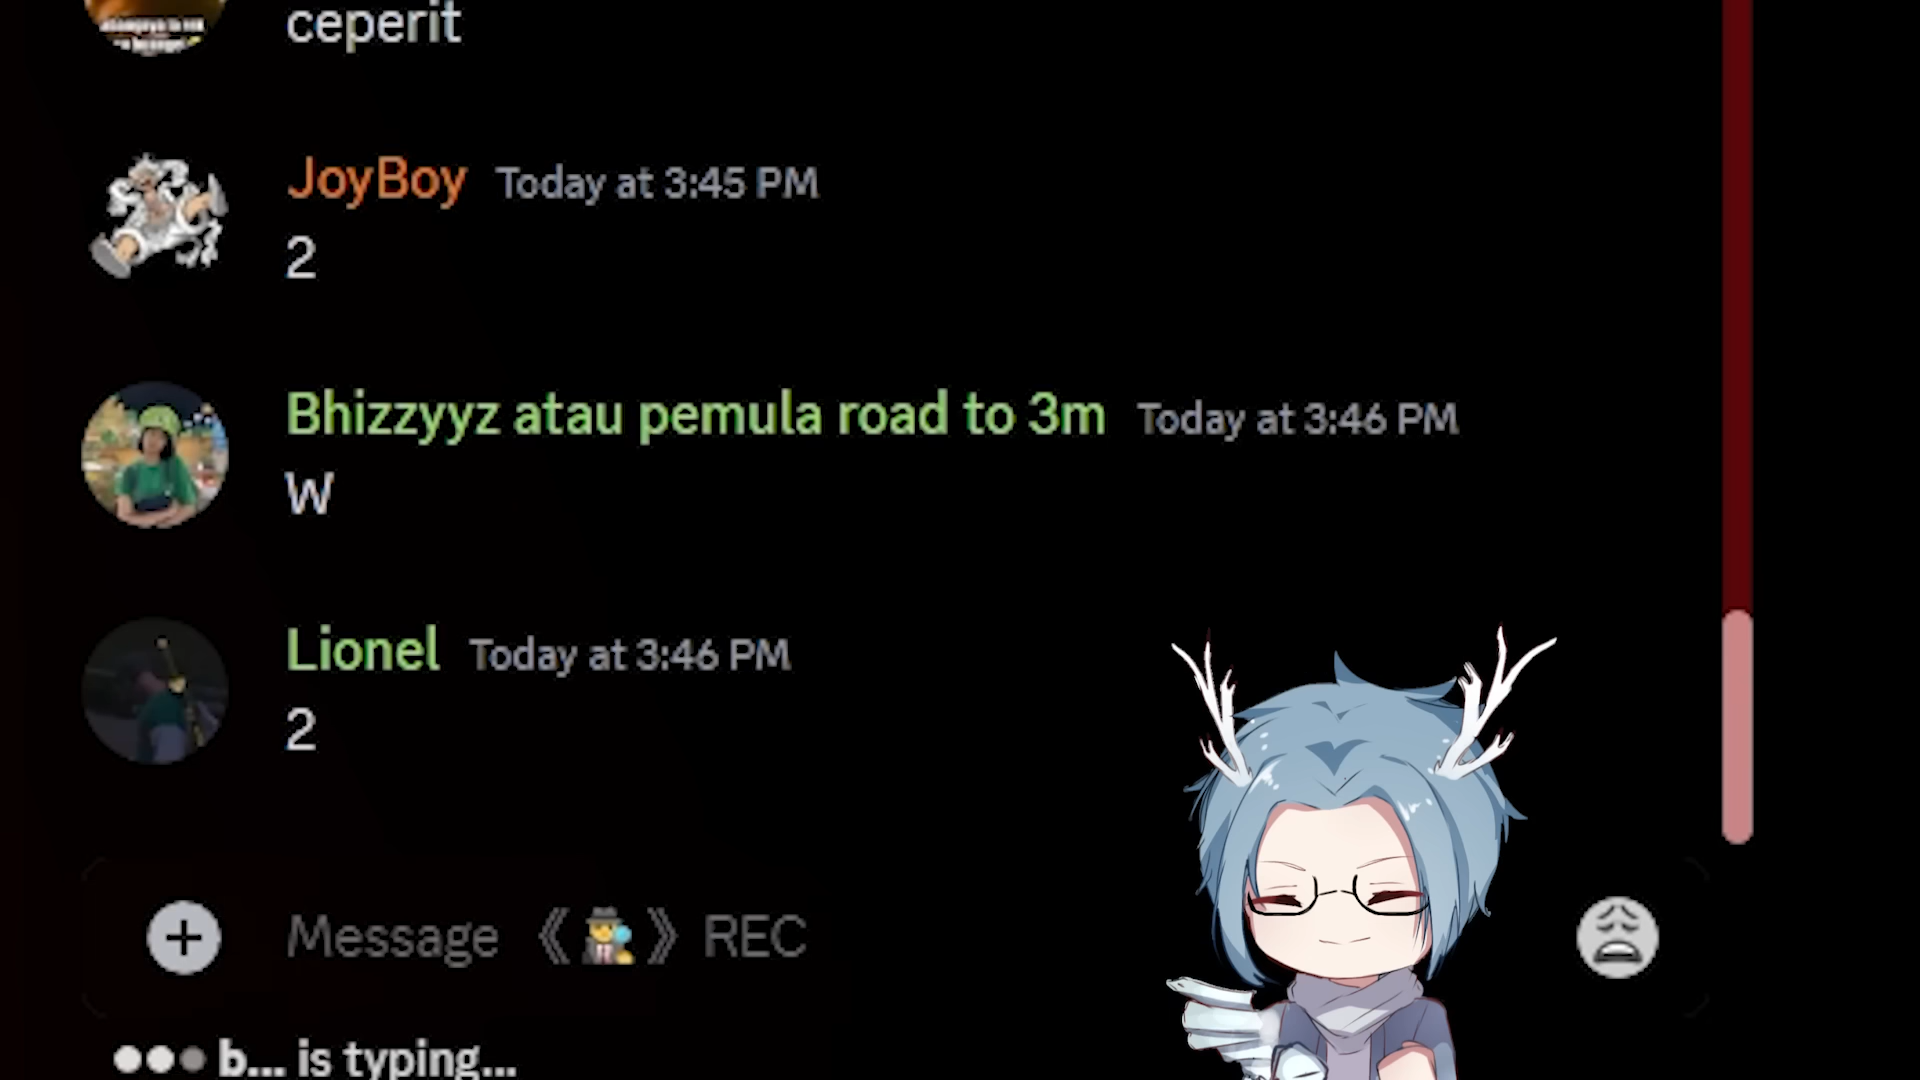 ceperit
JoyBoy Today at 3:45 PM
2
Bhizzyyz atau pemula road to 3m Today at 3:46 PM
W
Lionel Today at 3:46 PM
2
Message 《🕵️》 REC
b... is typing...